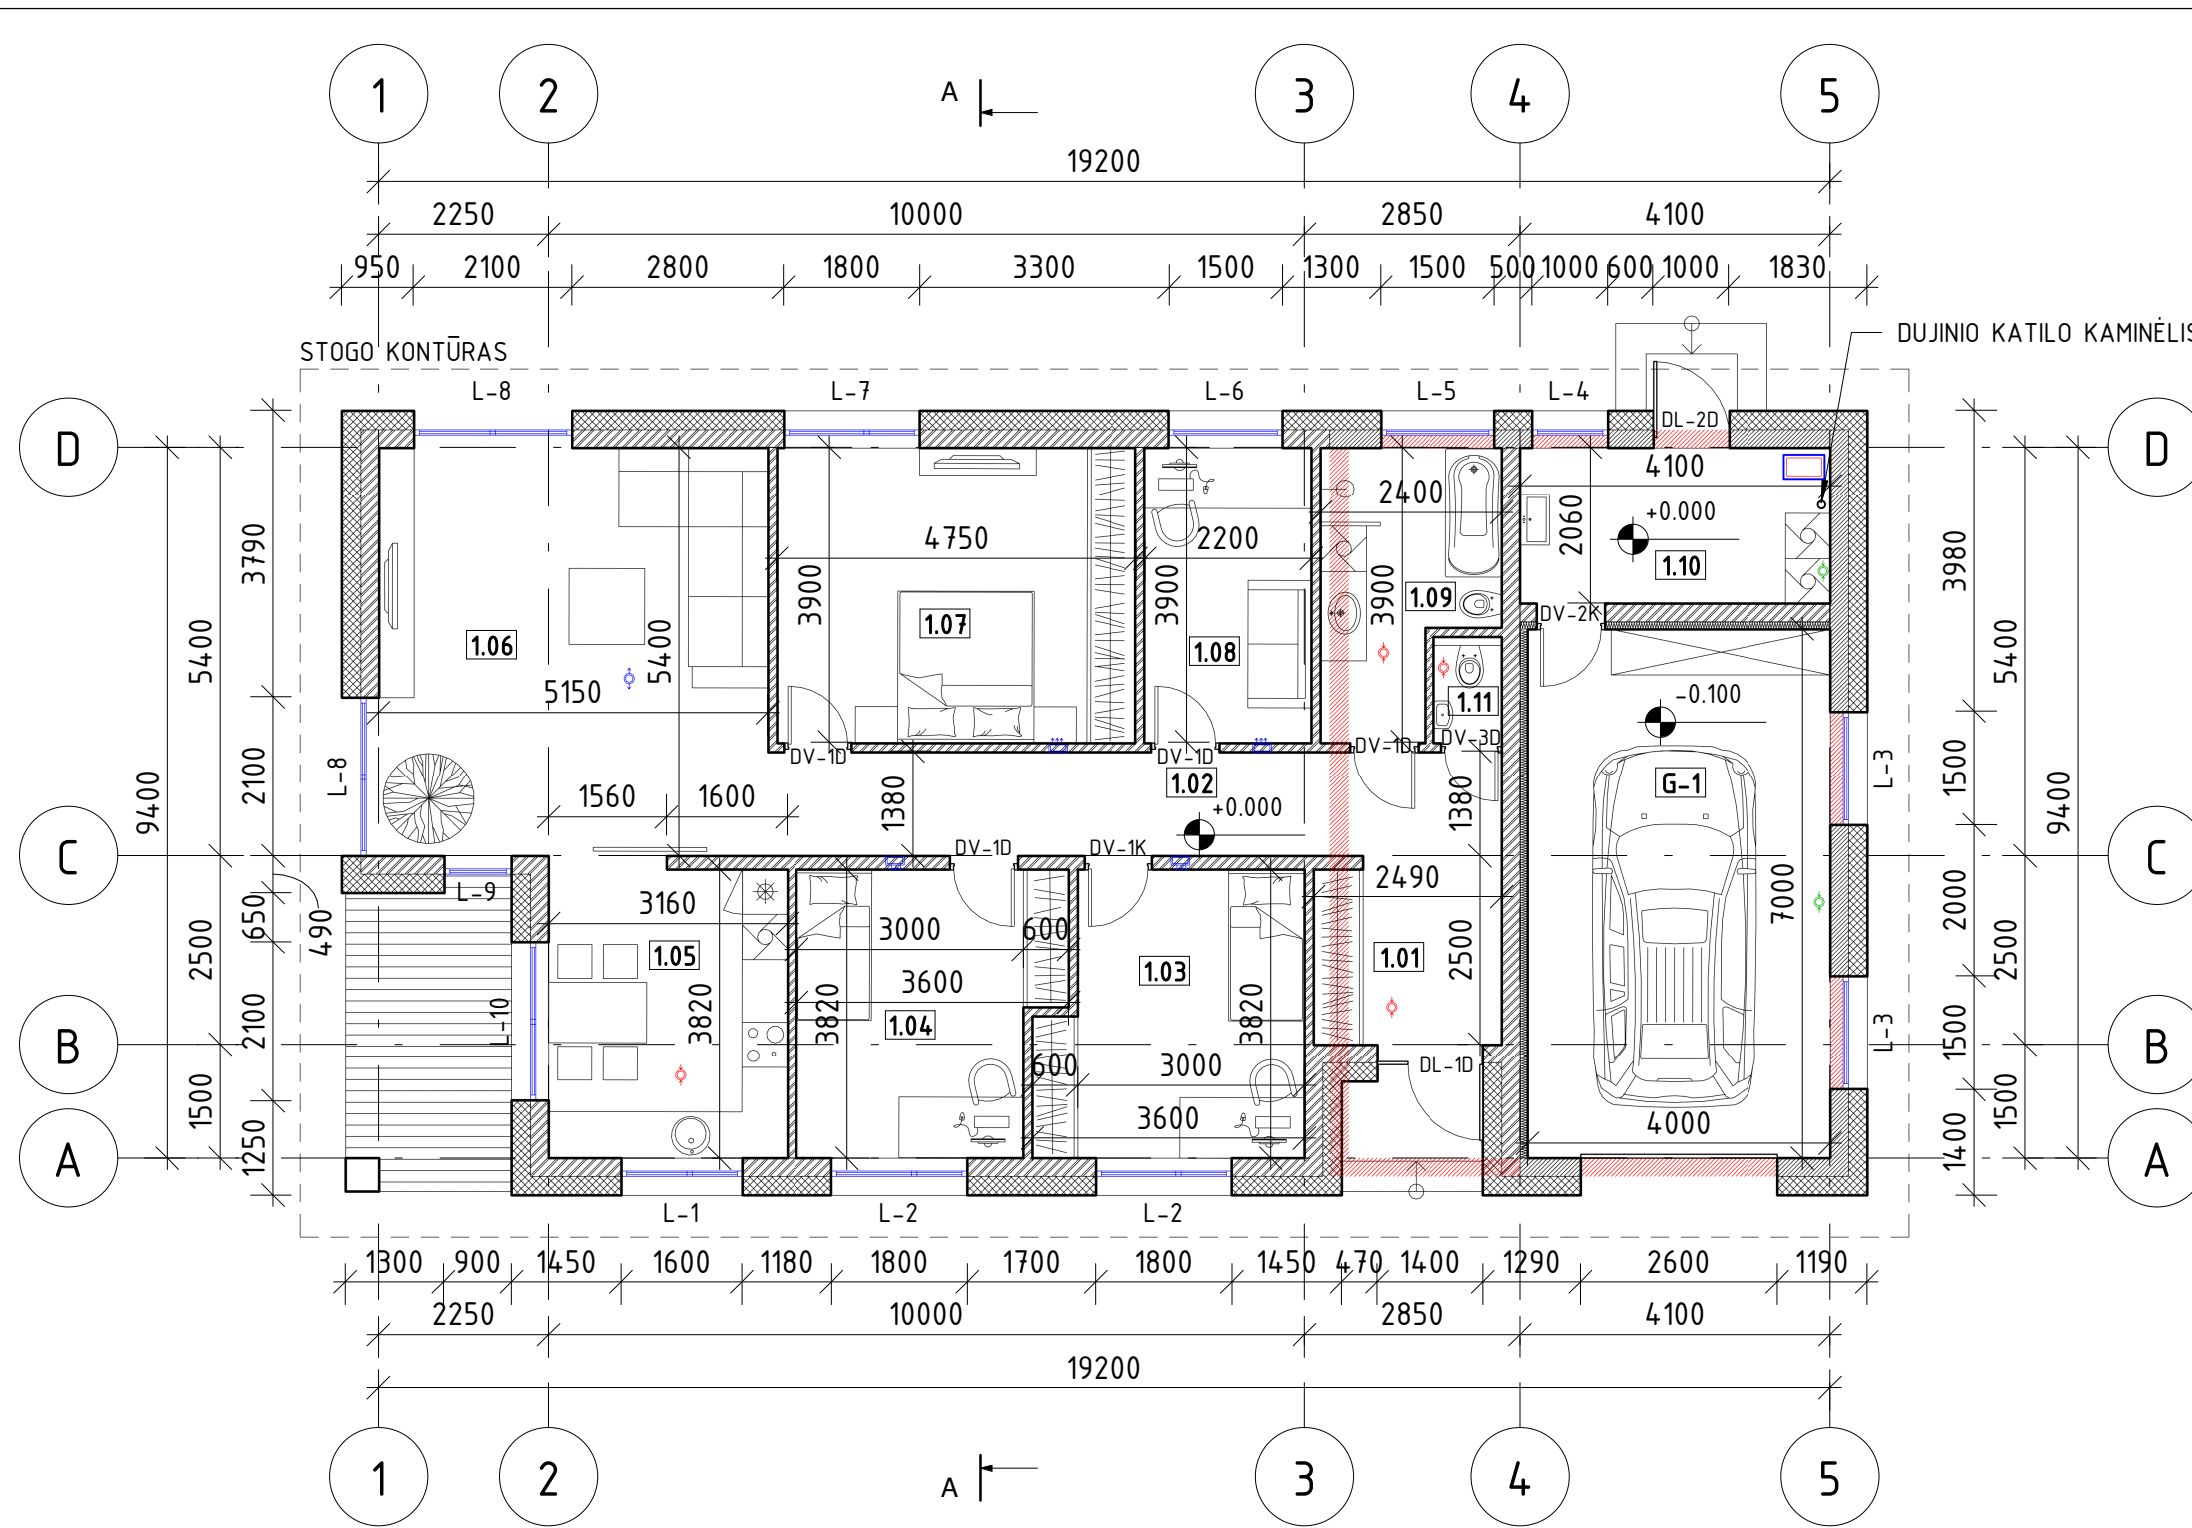 1 2 A 3 4 5
19200
2250 10000 2850 4100
950 2100 2800 1800 3300 1500 1300 1500 500 1000 600 1000 1830
DUJINIO KATILO KAMINĖLIS
STOGO KONTŪRAS
L-8 L-7 L-6 L-5 L-4
DL-2D
D D
4100
2400
+0.000
2060
4750 2200
3790 3980
1.10
3900 3900 3900
1.09
DV-2K
1.07
1.06 1.08
5400 5400 5400
5150
1.11
-0.100
DV-1D DV-1D DV-1D DV-3D
L-8 L-3
2100 1500
1.02
G-1
1560 1600
1380 1380
+0.000
9400 9400
C C
DV-1D DV-1K
L-9
2490
7000
650 490
2000
3160 3000 600
1.05 1.01
2500 2500 2500
1.03
3600
3820 3820 3820
1.04
L-10 L-3
2100 1500
B B
600 3000
DL-1D
3600 4000
1500 1500
1250 1400
A A
L-1 L-2 L-2
1300 900 1450 1600 1180 1800 1700 1800 1450 470 1400 1290 2600 1190
2250 10000 2850 4100
19200
1 2 A 3 4 5